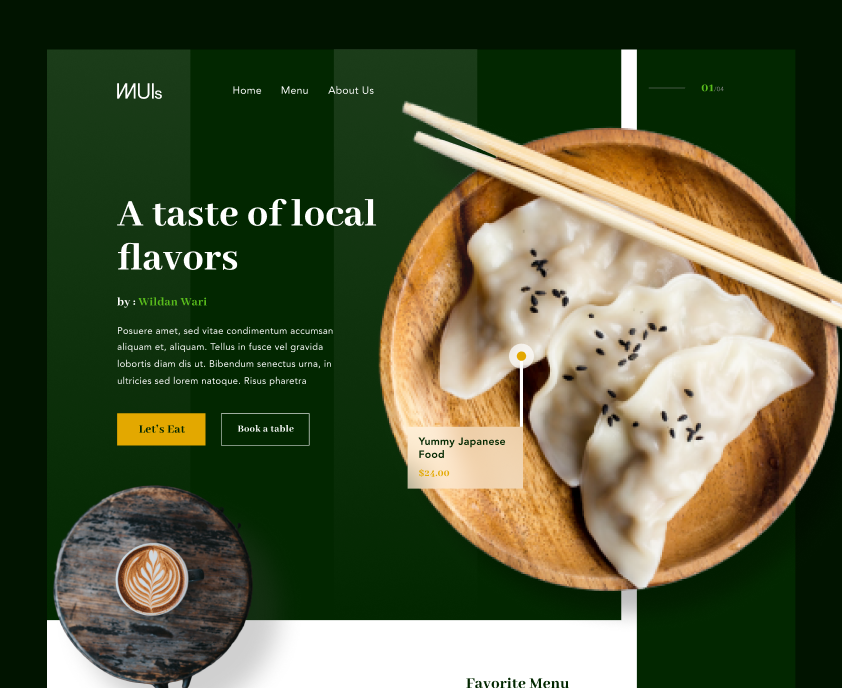 MUIs
Home Menu About Us
01/04
A taste of local
flavors
by : Wildan Wari
Posuere amet, sed vitae condimentum accumsan
aliquam et, aliquam. Tellus in fusce vel gravida
lobortis diam dis ut. Bibendum senectus urna, in
ultricies sed lorem natoque. Risus pharetra
Let's Eat
Book a table
Yummy Japanese
Food
$24.00
Favorite Menu